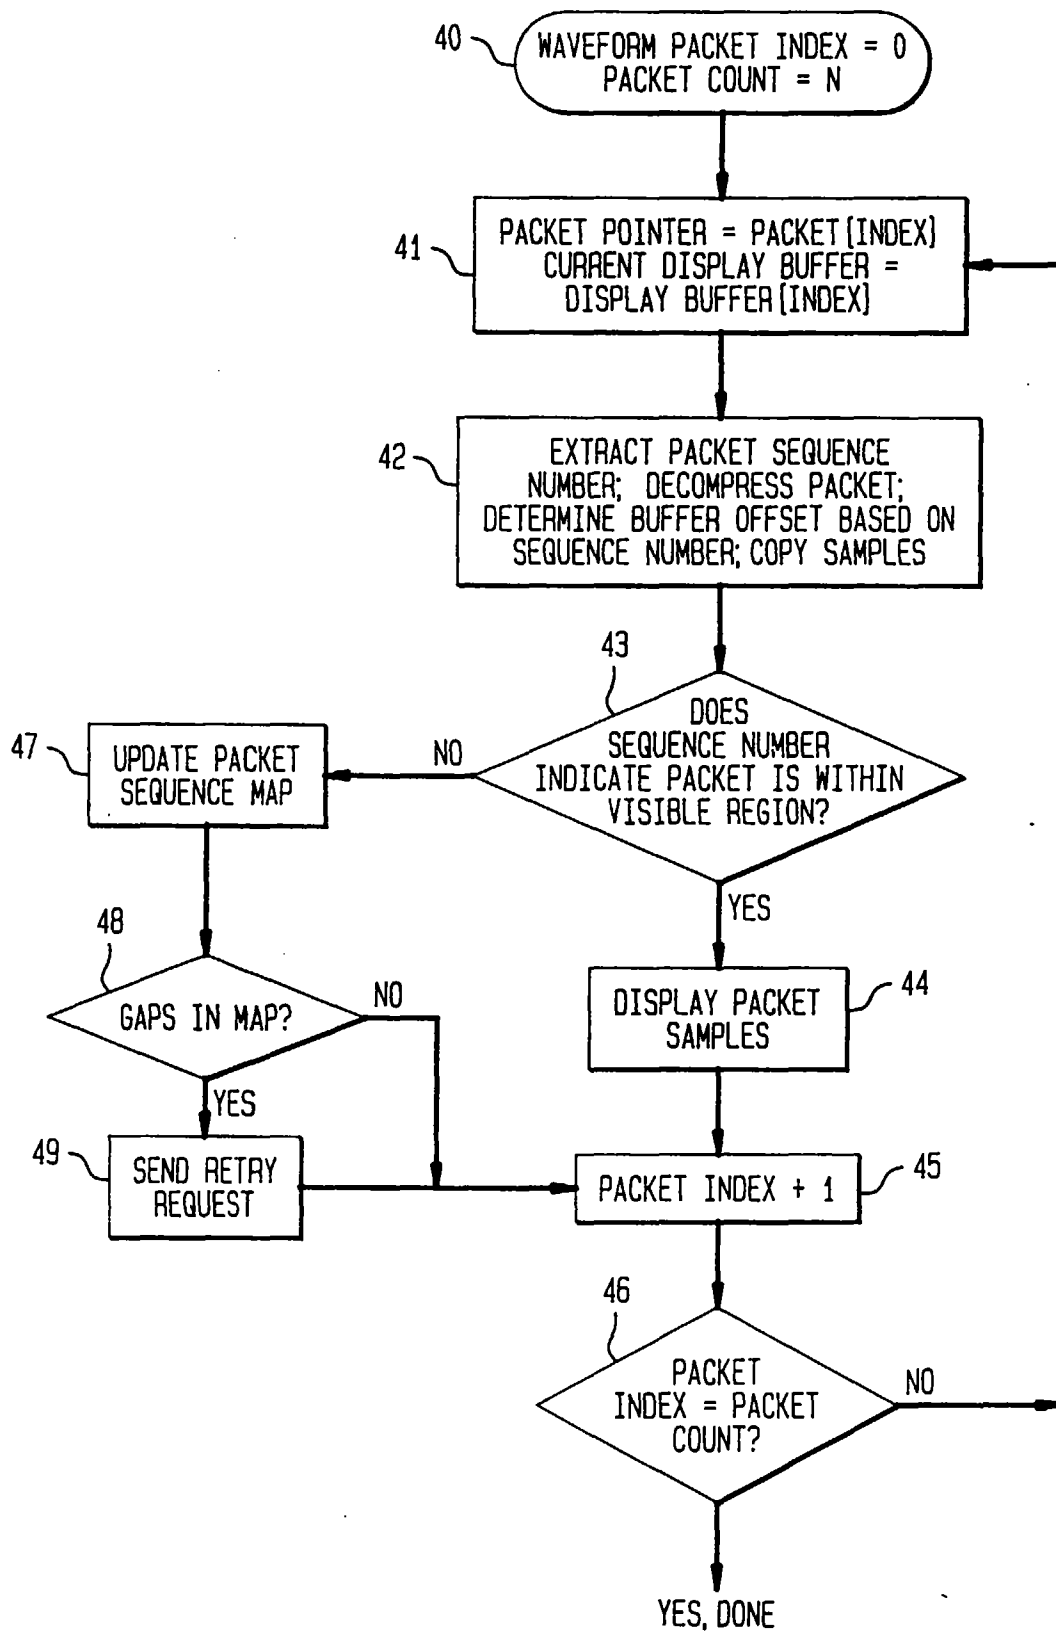 40
WAVEFORM PACKET INDEX = 0
PACKET COUNT = N
41
PACKET POINTER = PACKET[INDEX]
CURRENT DISPLAY BUFFER =
DISPLAY BUFFER[INDEX]
42
EXTRACT PACKET SEQUENCE
NUMBER; DECOMPRESS PACKET;
DETERMINE BUFFER OFFSET BASED ON
SEQUENCE NUMBER; COPY SAMPLES
43
DOES
SEQUENCE NUMBER
INDICATE PACKET IS WITHIN
VISIBLE REGION?
NO
YES
47
UPDATE PACKET
SEQUENCE MAP
48
GAPS IN MAP?
NO
YES
44
DISPLAY PACKET
SAMPLES
49
SEND RETRY
REQUEST
45
PACKET INDEX + 1
46
PACKET
INDEX = PACKET
COUNT?
NO
YES, DONE